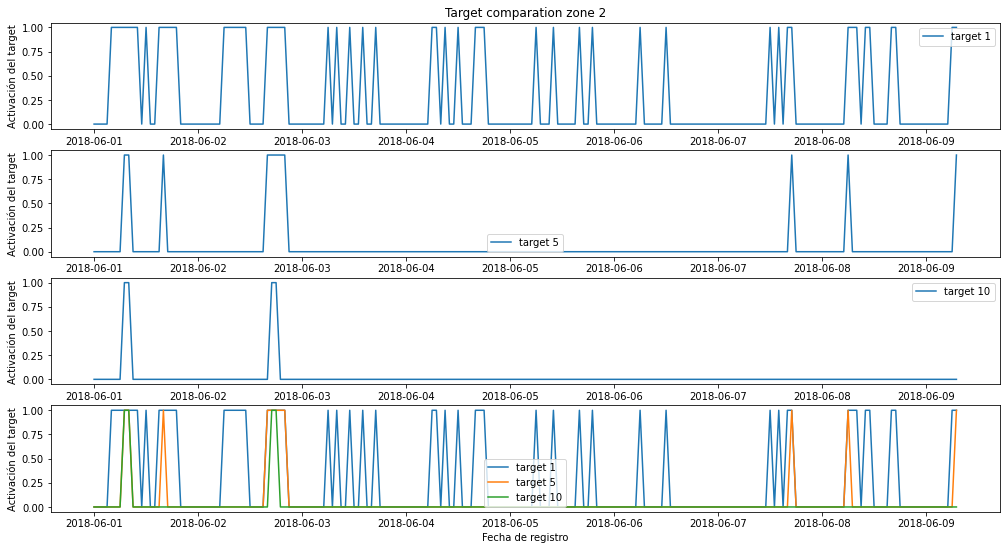 Target comparation zone 2
Activación del target
1.00
0.75
0.50
0.25
0.00
target 1
2018-06-01 2018-06-02 2018-06-03 2018-06-04 2018-06-05 2018-06-06 2018-06-07 2018-06-08 2018-06-09
Activación del target
1.00
0.75
0.50
0.25
0.00
target 5
2018-06-01 2018-06-02 2018-06-03 2018-06-04 2018-06-05 2018-06-06 2018-06-07 2018-06-08 2018-06-09
Activación del target
1.00
0.75
0.50
0.25
0.00
target 10
2018-06-01 2018-06-02 2018-06-03 2018-06-04 2018-06-05 2018-06-06 2018-06-07 2018-06-08 2018-06-09
Activación del target
1.00
0.75
0.50
0.25
0.00
target 1
target 5
target 10
2018-06-01 2018-06-02 2018-06-03 2018-06-04 2018-06-05 2018-06-06 2018-06-07 2018-06-08 2018-06-09
Fecha de registro